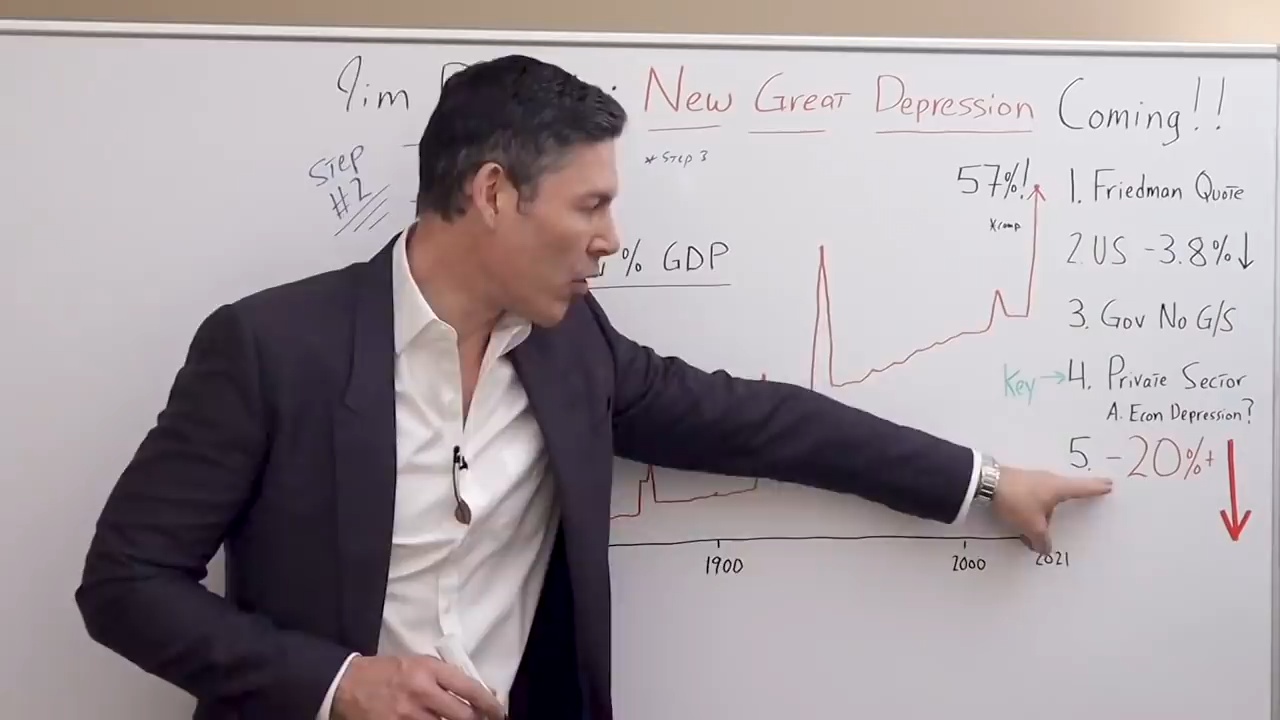 Jim New Great Depression Coming!!
Step
#2
* Step 3
57%!
*comp
% GDP
1. Friedman Quote
2. US -3.8%↓
3. Gov No G/S
Key → 4. Private Sector
A. Econ Depression?
5. -20%+
1900
2000
2021